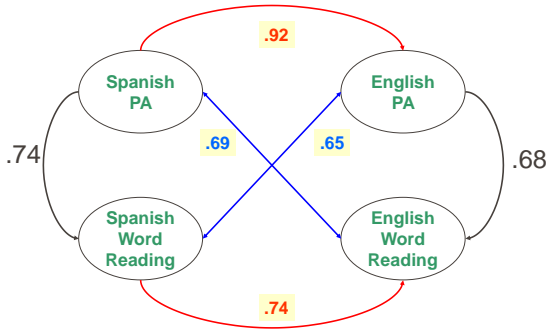 .92
Spanish
PA
English
PA
.74
.69
.65
.68
Spanish
Word
Reading
English
Word
Reading
.74